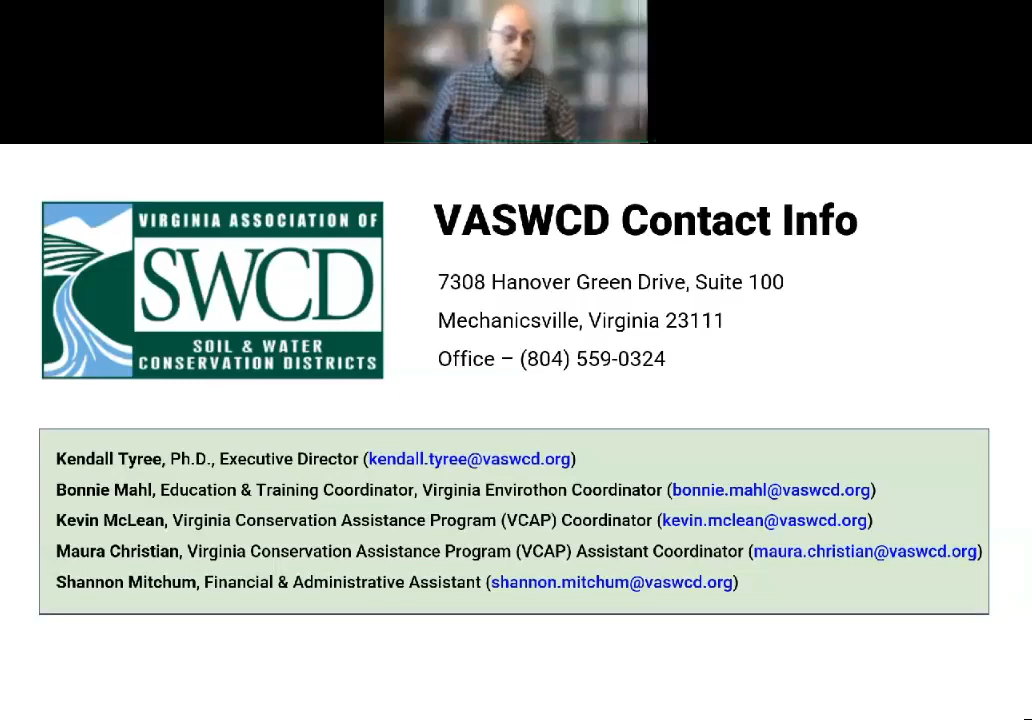 VIRGINIA ASSOCIATION OF
SWCD
SOIL & WATER
CONSERVATION DISTRICTS
VASWCD Contact Info
7308 Hanover Green Drive, Suite 100
Mechanicsville, Virginia 23111
Office – (804) 559-0324
Kendall Tyree, Ph.D., Executive Director (kendall.tyree@vaswcd.org)
Bonnie Mahl, Education & Training Coordinator, Virginia Envirothon Coordinator (bonnie.mahl@vaswcd.org)
Kevin McLean, Virginia Conservation Assistance Program (VCAP) Coordinator (kevin.mclean@vaswcd.org)
Maura Christian, Virginia Conservation Assistance Program (VCAP) Assistant Coordinator (maura.christian@vaswcd.org)
Shannon Mitchum, Financial & Administrative Assistant (shannon.mitchum@vaswcd.org)